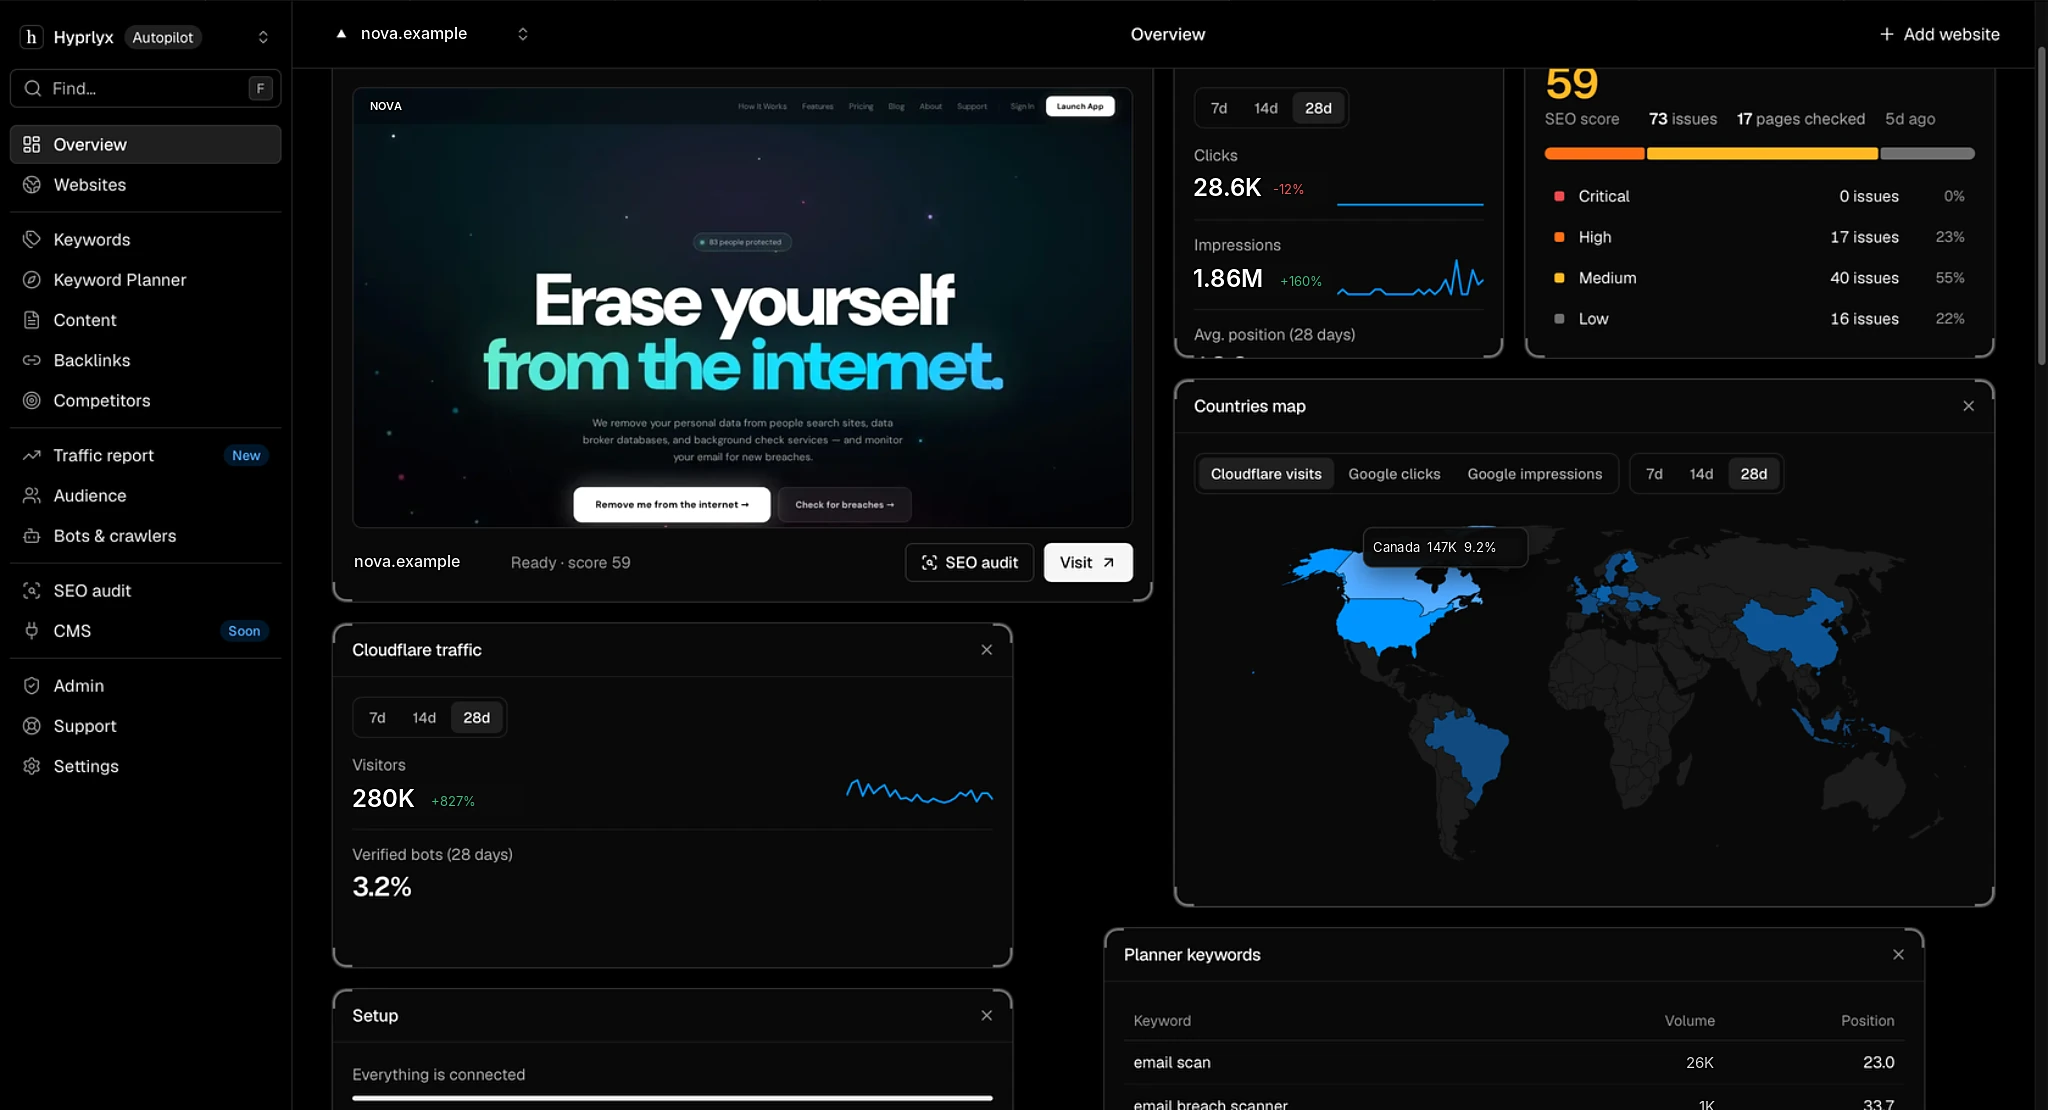 h Hyprlyx Autopilot
Find... F
Overview
Websites
Keywords
Keyword Planner
Content
Backlinks
Competitors
Traffic report New
Audience
Bots & crawlers
SEO audit
CMS Soon
Admin
Support
Settings
nova.example
Overview
+ Add website
NOVA
How It Works Features Pricing Blog About Support Sign In Launch App
83 people protected
Erase yourself
from the internet.
We remove your personal data from people search sites, data
broker databases, and background check services — and monitor
your email for new breaches.
Remove me from the internet → Check for breaches →
nova.example Ready · score 59 SEO audit Visit ↗
7d 14d 28d
Clicks
28.6K -12%
Impressions
1.86M +160%
Avg. position (28 days)
59
SEO score 73 issues 17 pages checked 5d ago
Critical 0 issues 0%
High 17 issues 23%
Medium 40 issues 55%
Low 16 issues 22%
Countries map
Cloudflare visits Google clicks Google impressions 7d 14d 28d
Canada 147K 9.2%
Cloudflare traffic
7d 14d 28d
Visitors
280K +827%
Verified bots (28 days)
3.2%
Setup
Everything is connected
Planner keywords
Keyword Volume Position
email scan 26K 23.0
email breach scanner 1K 33.7